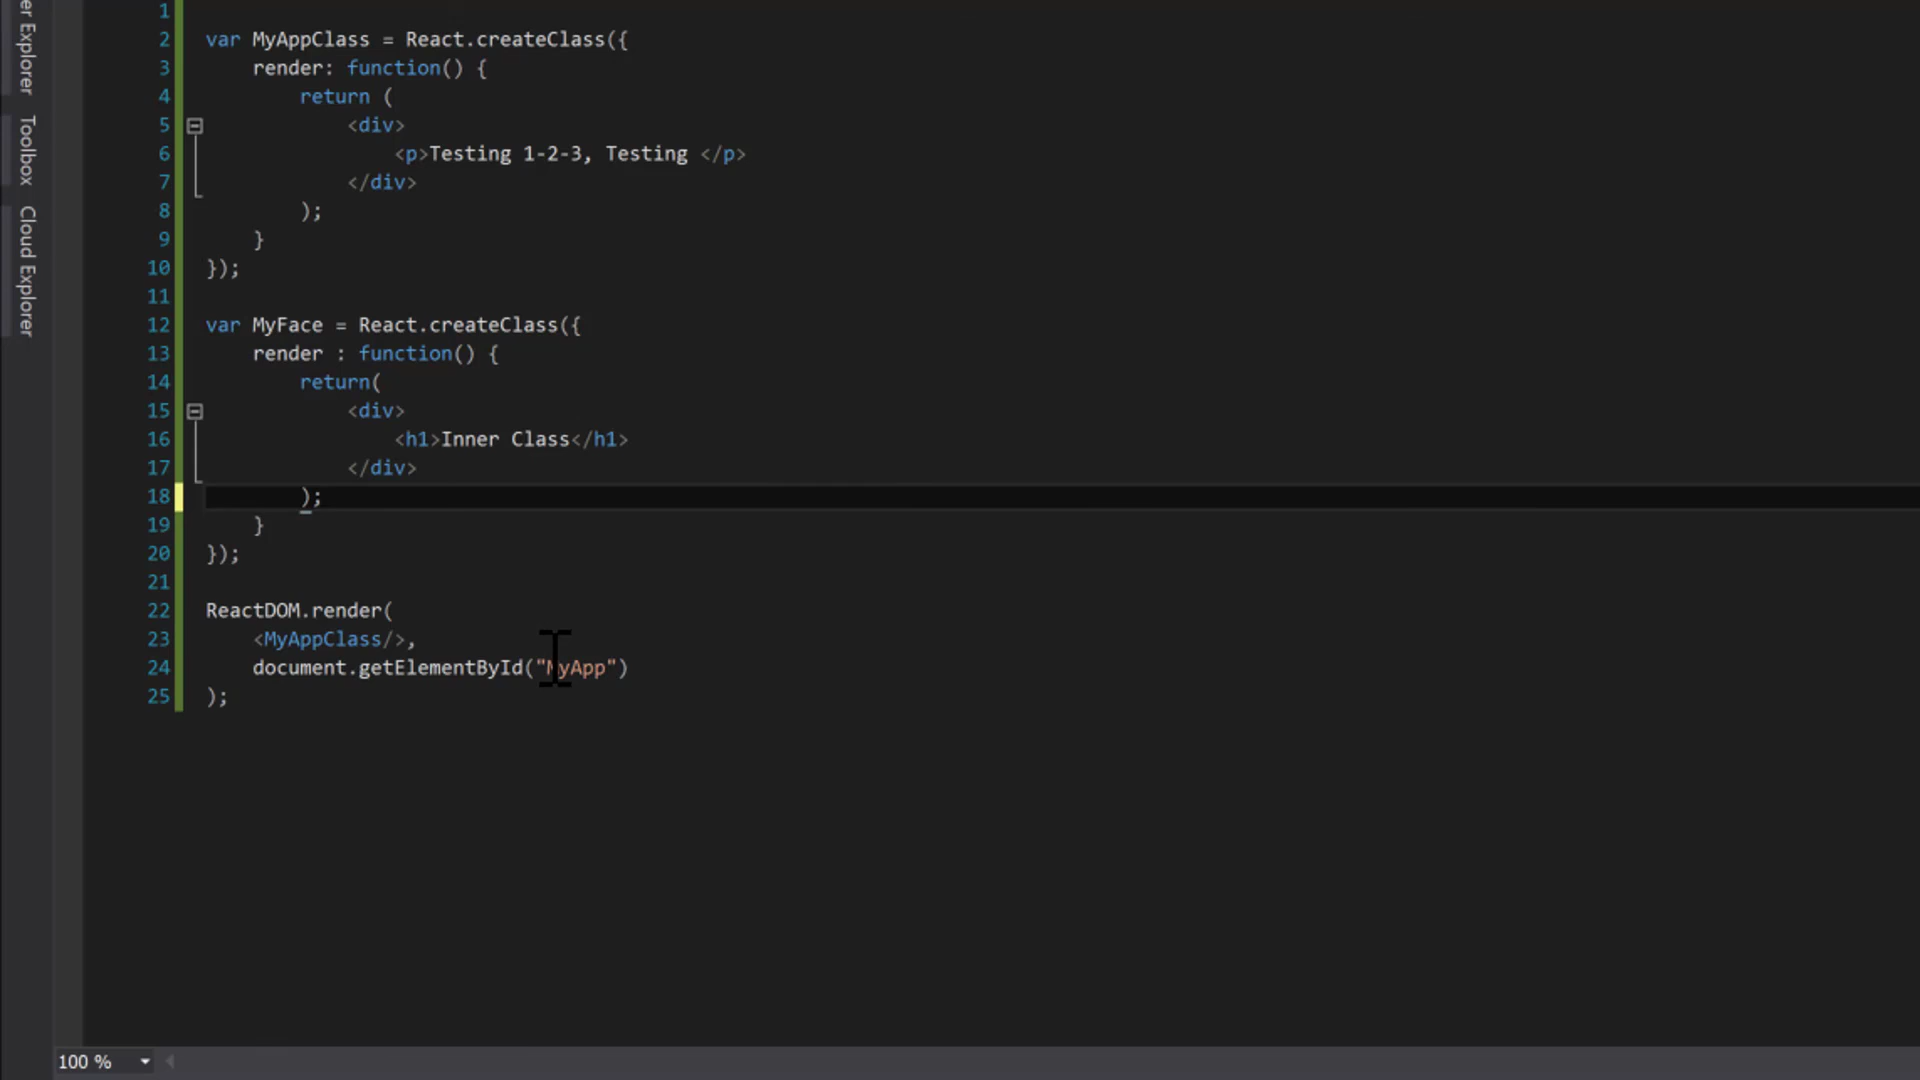 er Explorer
Toolbox
Cloud Explorer
1
2 var MyAppClass = React.createClass({
3     render: function() {
4         return (
5             <div>
6                 <p>Testing 1-2-3, Testing </p>
7             </div>
8         );
9     }
10 });
11
12 var MyFace = React.createClass({
13     render : function() {
14         return(
15             <div>
16                 <h1>Inner Class</h1>
17             </div>
18         );
19     }
20 });
21
22 ReactDOM.render(
23     <MyAppClass/>,
24     document.getElementById("MyApp")
25 );
100 %